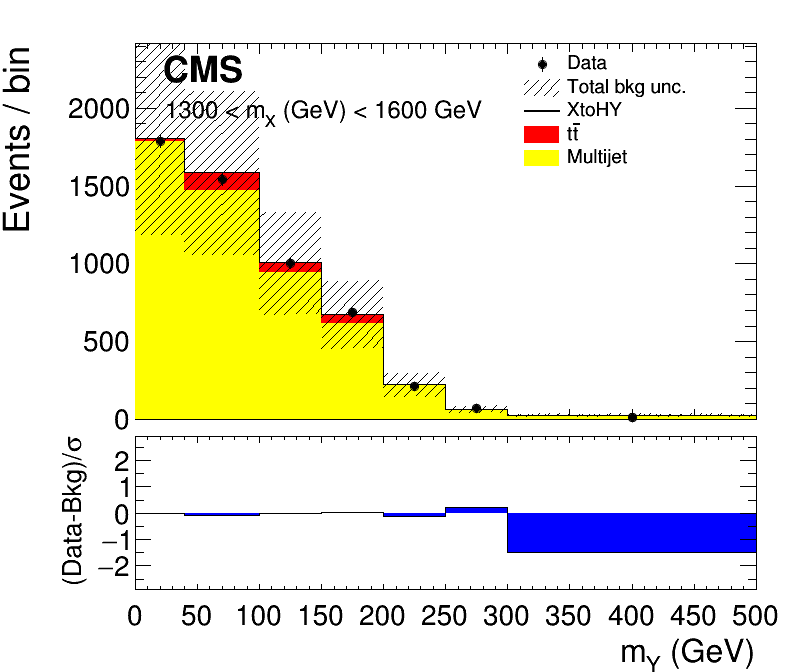 Events / bin
CMS
1300 < m_X (GeV) < 1600 GeV
Data
Total bkg unc.
XtoHY
tt̄
Multijet
2000
1500
1000
500
0
(Data-Bkg)/σ
2
1
0
−1
−2
0 50 100 150 200 250 300 350 400 450 500
m_Y (GeV)